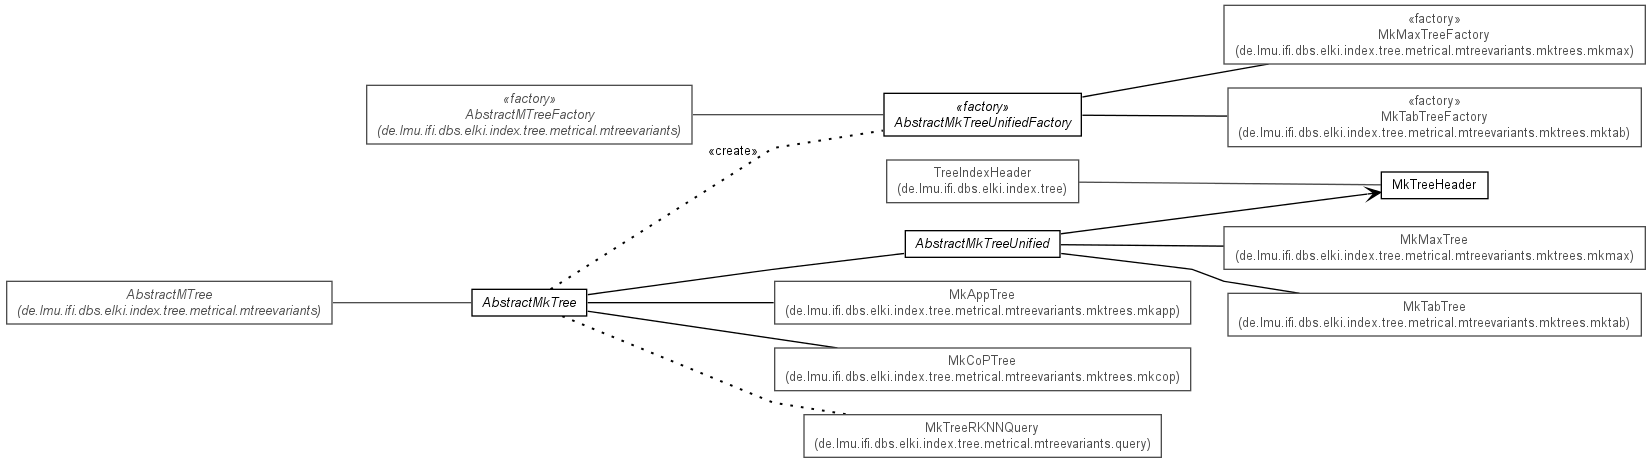 «factory»
MkMaxTreeFactory
(de.lmu.ifi.dbs.elki.index.tree.metrical.mtreevariants.mktrees.mkmax)
«factory»
AbstractMTreeFactory
(de.lmu.ifi.dbs.elki.index.tree.metrical.mtreevariants)
«factory»
AbstractMkTreeUnifiedFactory
«factory»
MkTabTreeFactory
(de.lmu.ifi.dbs.elki.index.tree.metrical.mtreevariants.mktrees.mktab)
«create»
TreeIndexHeader
(de.lmu.ifi.dbs.elki.index.tree)
MkTreeHeader
AbstractMkTreeUnified
MkMaxTree
(de.lmu.ifi.dbs.elki.index.tree.metrical.mtreevariants.mktrees.mkmax)
AbstractMTree
(de.lmu.ifi.dbs.elki.index.tree.metrical.mtreevariants)
AbstractMkTree
MkAppTree
(de.lmu.ifi.dbs.elki.index.tree.metrical.mtreevariants.mktrees.mkapp)
MkTabTree
(de.lmu.ifi.dbs.elki.index.tree.metrical.mtreevariants.mktrees.mktab)
MkCoPTree
(de.lmu.ifi.dbs.elki.index.tree.metrical.mtreevariants.mktrees.mkcop)
MkTreeRKNNQuery
(de.lmu.ifi.dbs.elki.index.tree.metrical.mtreevariants.query)